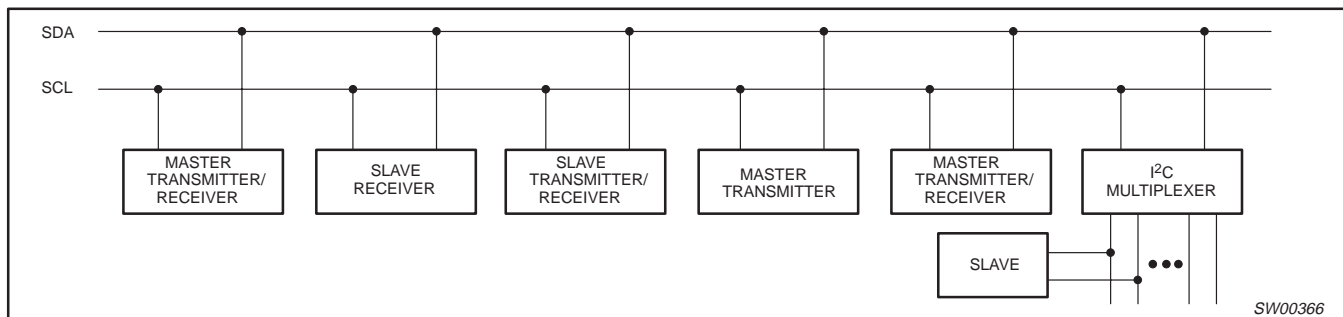 SDA
SCL
MASTER
TRANSMITTER/
RECEIVER
SLAVE
RECEIVER
SLAVE
TRANSMITTER/
RECEIVER
MASTER
TRANSMITTER
MASTER
TRANSMITTER/
RECEIVER
I²C
MULTIPLEXER
SLAVE
SW00366